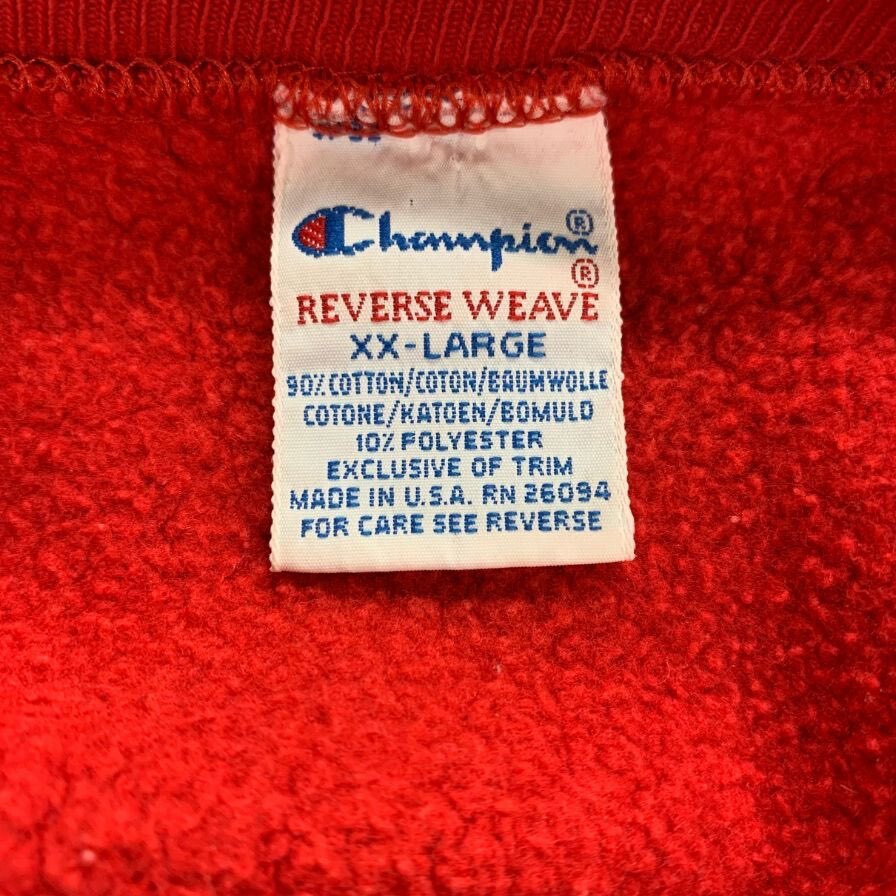 Champion®
REVERSE WEAVE®
XX-LARGE
90% COTTON/COTON/BAUMWOLLE
COTONE/KATOEN/BOMULD
10% POLYESTER
EXCLUSIVE OF TRIM
MADE IN U.S.A. RN 26094
FOR CARE SEE REVERSE